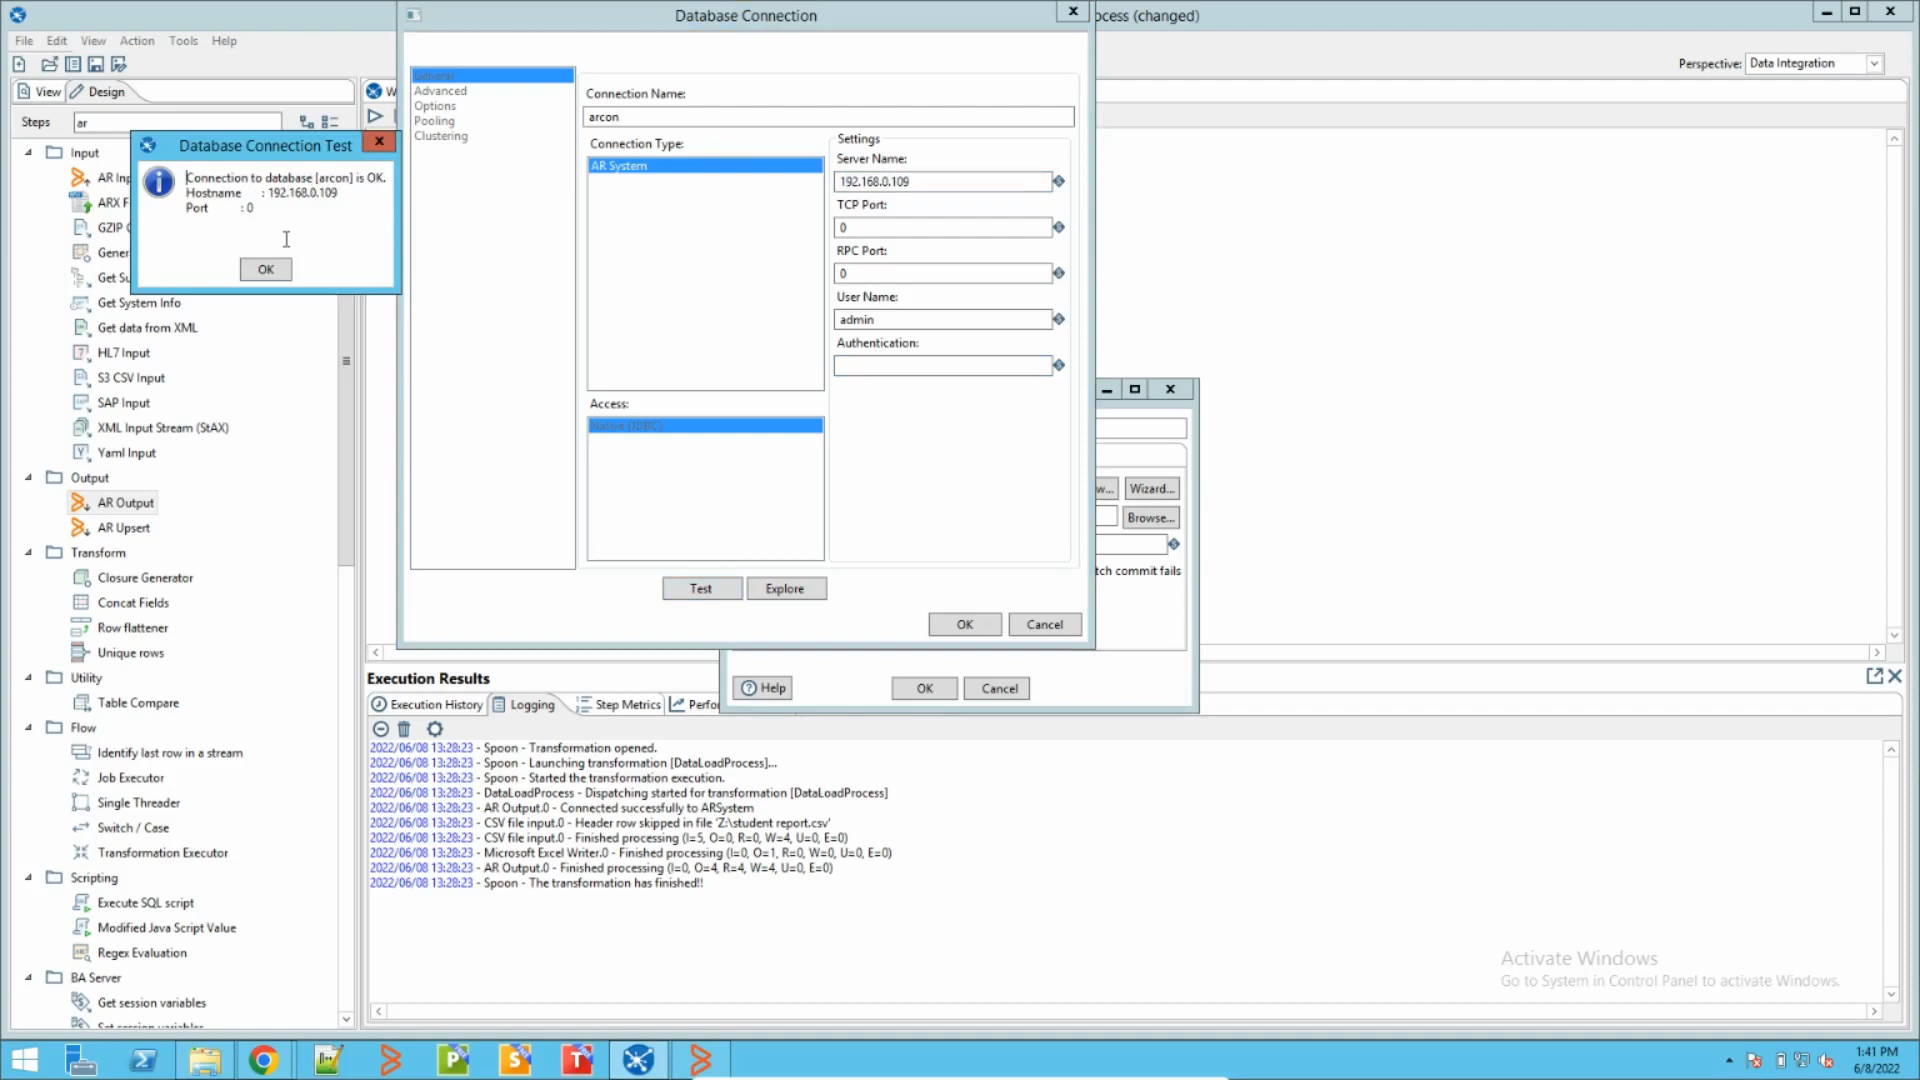 Database Connection
ocess (changed)
File Edit View Action Tools Help
Perspective: Data Integration
View Design
W
Steps ar
Input
AR Inp
ARX F
GZIP C
Gener
Get Su
Get System Info
Get data from XML
HL7 Input
S3 CSV Input
SAP Input
XML Input Stream (StAX)
Yaml Input
Output
AR Output
AR Upsert
Transform
Closure Generator
Concat Fields
Row flattener
Unique rows
Utility
Table Compare
Flow
Identify last row in a stream
Job Executor
Single Threader
Switch / Case
Transformation Executor
Scripting
Execute SQL script
Modified Java Script Value
Regex Evaluation
BA Server
Get session variables
Set session variables
Database Connection Test
Connection to database [arcon] is OK.
Hostname : 192.168.0.109
Port : 0
OK
General
Advanced
Options
Pooling
Clustering
Connection Name:
arcon
Connection Type:
AR System
Access:
Native (JDBC)
Settings
Server Name:
192.168.0.109
TCP Port:
0
RPC Port:
0
User Name:
admin
Authentication:
Test Explore
OK Cancel
w... Wizard...
Browse...
tch commit fails
Help OK Cancel
Execution Results
Execution History Logging Step Metrics Perfo
2022/06/08 13:28:23 - Spoon - Transformation opened.
2022/06/08 13:28:23 - Spoon - Launching transformation [DataLoadProcess]...
2022/06/08 13:28:23 - Spoon - Started the transformation execution.
2022/06/08 13:28:23 - DataLoadProcess - Dispatching started for transformation [DataLoadProcess]
2022/06/08 13:28:23 - AR Output.0 - Connected successfully to ARSystem
2022/06/08 13:28:23 - CSV file input.0 - Header row skipped in file 'Z:\student report.csv'
2022/06/08 13:28:23 - CSV file input.0 - Finished processing (I=5, O=0, R=0, W=4, U=0, E=0)
2022/06/08 13:28:23 - Microsoft Excel Writer.0 - Finished processing (I=0, O=1, R=0, W=0, U=0, E=0)
2022/06/08 13:28:23 - AR Output.0 - Finished processing (I=0, O=4, R=4, W=4, U=0, E=0)
2022/06/08 13:28:23 - Spoon - The transformation has finished!!
Activate Windows
Go to System in Control Panel to activate Windows.
P S T
1:41 PM
6/8/2022